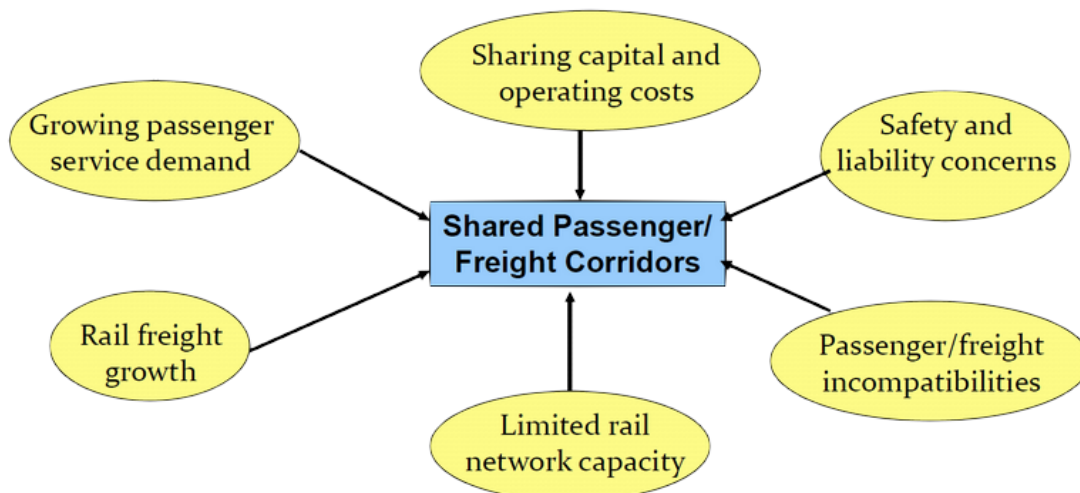 Sharing capital and
operating costs
Growing passenger
service demand
Safety and
liability concerns
Shared Passenger/
Freight Corridors
Rail freight
growth
Passenger/freight
incompatibilities
Limited rail
network capacity